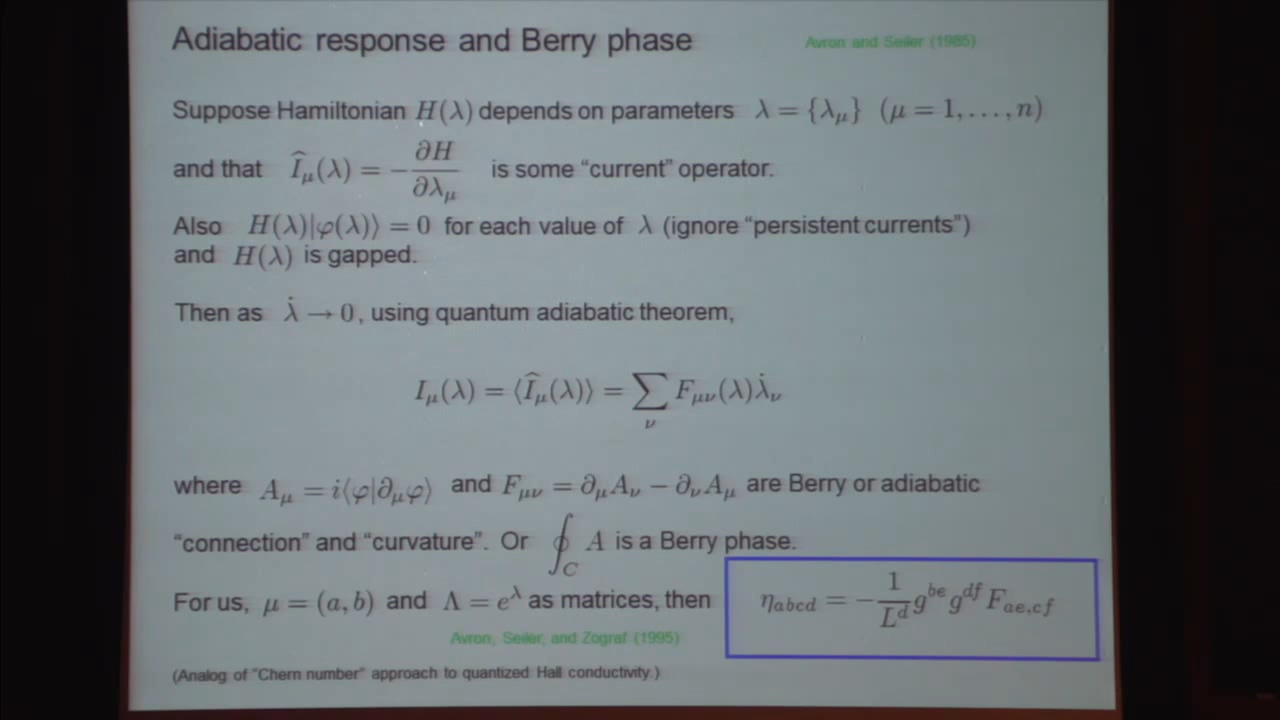 Adiabatic response and Berry phase
Avron and Seiler (1985)
Suppose Hamiltonian H(λ) depends on parameters λ = {λ_μ} (μ = 1, . . . , n)
and that Î_μ(λ) = −∂H/∂λ_μ is some “current” operator.
Also H(λ)|φ(λ)⟩ = 0 for each value of λ (ignore “persistent currents”)
and H(λ) is gapped.
Then as λ̇ → 0, using quantum adiabatic theorem,
I_μ(λ) = ⟨Î_μ(λ)⟩ = ∑_ν F_μν(λ)λ̇_ν
where A_μ = i⟨φ|∂_μφ⟩ and F_μν = ∂_μA_ν − ∂_νA_μ are Berry or adiabatic
“connection” and “curvature”. Or ∮_C A is a Berry phase.
For us, μ = (a, b) and Λ = e^λ as matrices, then
η_abcd = −1/L^d g^be g^df F_ae,cf
Avron, Seiler, and Zograf (1995)
(Analog of “Chern number” approach to quantized Hall conductivity.)